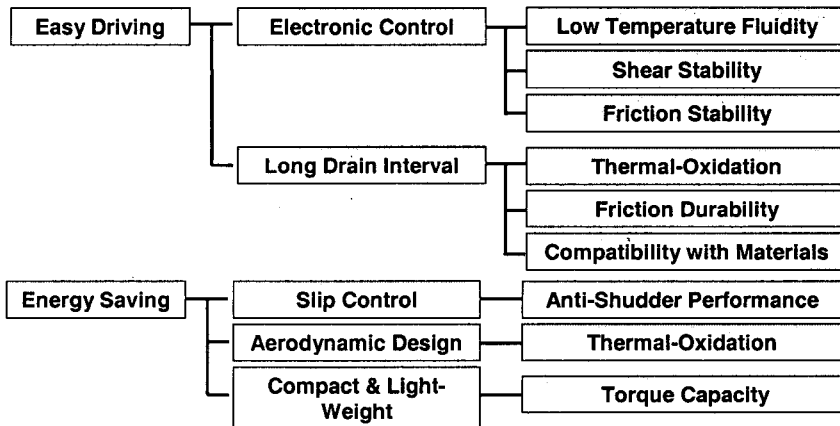 Easy Driving
Electronic Control
Low Temperature Fluidity
Shear Stability
Friction Stability
Long Drain Interval
Thermal-Oxidation
Friction Durability
Compatibility with Materials
Energy Saving
Slip Control
Anti-Shudder Performance
Aerodynamic Design
Thermal-Oxidation
Compact & Light-
Weight
Torque Capacity